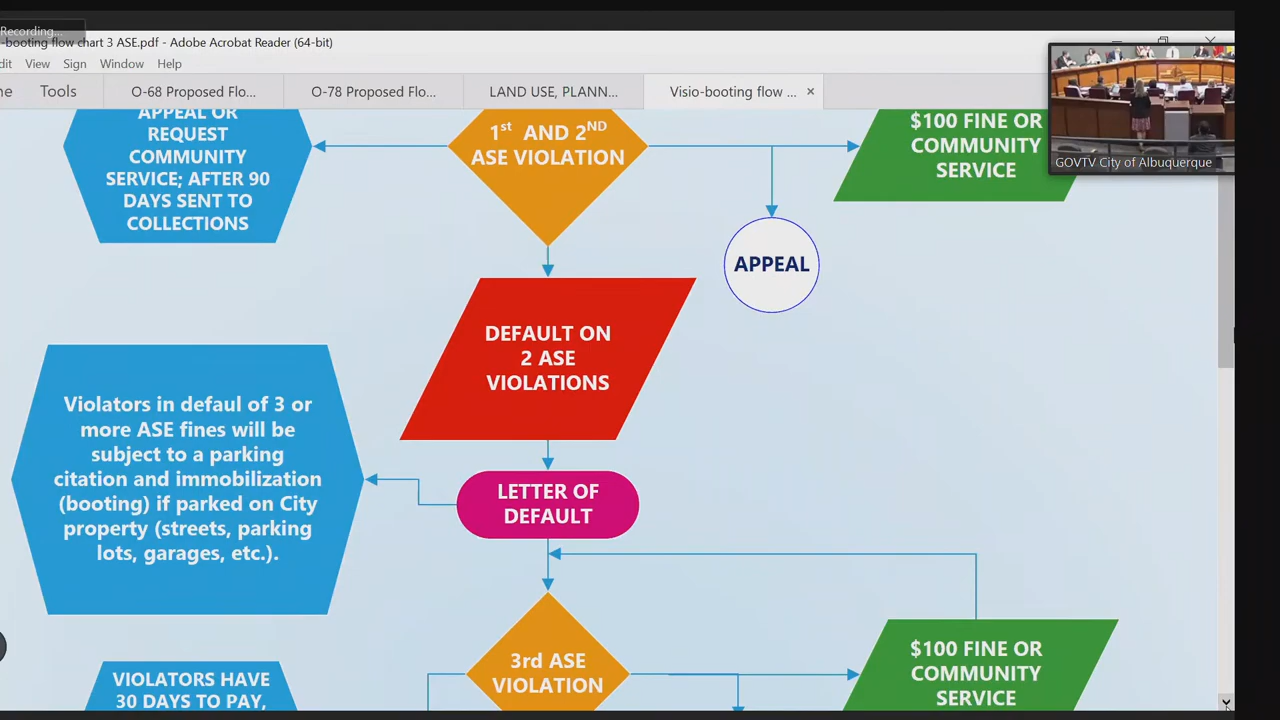 Recording...
-booting flow chart 3 ASE.pdf - Adobe Acrobat Reader (64-bit)
dit View Sign Window Help
ne Tools O-68 Proposed Flo... O-78 Proposed Flo... LAND USE, PLANN... Visio-booting flow ... ×
APPEAL OR
REQUEST
COMMUNITY
SERVICE; AFTER 90
DAYS SENT TO
COLLECTIONS
1st AND 2ND
ASE VIOLATION
$100 FINE OR
COMMUNITY
SERVICE
GOVTV City of Albuquerque
APPEAL
DEFAULT ON
2 ASE
VIOLATIONS
Violators in defaul of 3 or
more ASE fines will be
subject to a parking
citation and immobilization
(booting) if parked on City
property (streets, parking
lots, garages, etc.).
LETTER OF
DEFAULT
3rd ASE
VIOLATION
$100 FINE OR
COMMUNITY
SERVICE
VIOLATORS HAVE
30 DAYS TO PAY,